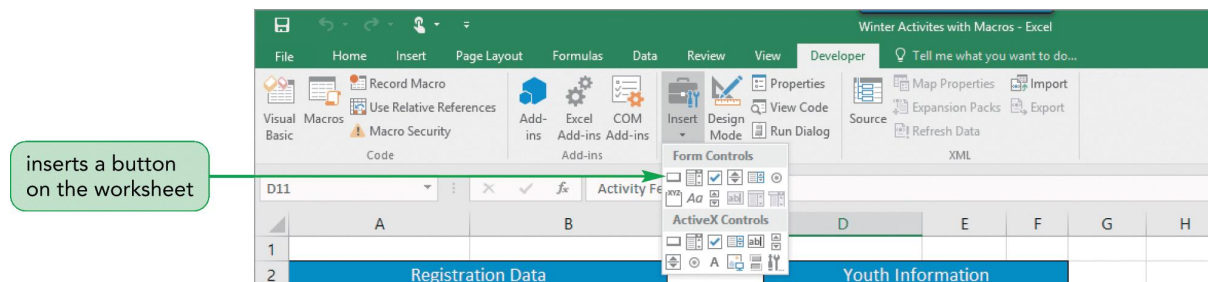 Winter Activites with Macros - Excel
File Home Insert Page Layout Formulas Data Review View Developer Tell me what you want to do...
Visual Basic
Macros
Record Macro
Use Relative References
Macro Security
Code
Add-ins
Excel Add-ins
COM Add-ins
Add-ins
Insert
Design Mode
Properties
View Code
Run Dialog
Source
Map Properties
Expansion Packs
Refresh Data
Import
Export
XML
inserts a button
on the worksheet
Form Controls
XYZ Aa ab|
ActiveX Controls
ab|
A
D11 fx Activity Fe
A B D E F G H
1
2 Registration Data Youth Information